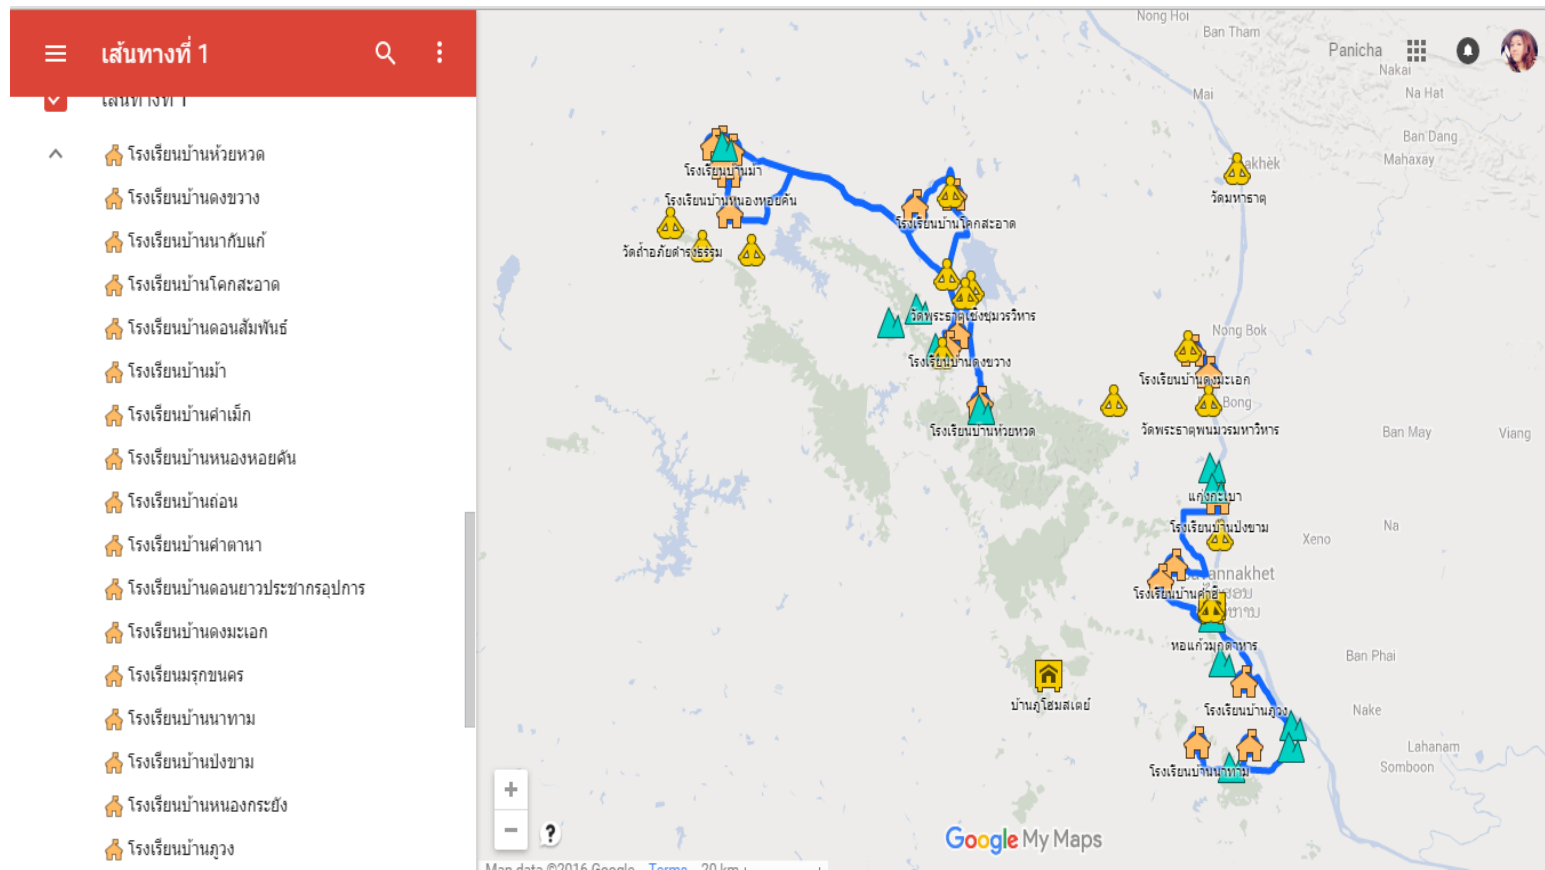 เส้นทางที่ 1
เส้นทางที่ 1
โรงเรียนบ้านห้วยหวด
โรงเรียนบ้านดงขวาง
โรงเรียนบ้านนากับแก้
โรงเรียนบ้านโคกสะอาด
โรงเรียนบ้านดอนสัมพันธ์
โรงเรียนบ้านม้า
โรงเรียนบ้านคำเม็ก
โรงเรียนบ้านหนองหอยคัน
โรงเรียนบ้านถ่อน
โรงเรียนบ้านคำตานา
โรงเรียนบ้านดอนยาวประชากรอุปการ
โรงเรียนบ้านดงมะเอก
โรงเรียนมรุกขนคร
โรงเรียนบ้านนาทาม
โรงเรียนบ้านป่งขาม
โรงเรียนบ้านหนองกระยัง
โรงเรียนบ้านภูวง
Nong Hoi
Ban Tham
Panicha
Nakai
Na Hat
Mai
Ban Dang
Mahaxay
akhek
วัดมหาธาตุ
โรงเรียนบ้านม้า
โรงเรียนบ้านหนองหอยคัน
วัดถ้ำอภัยดำรงธรรม
โรงเรียนบ้านโคกสะอาด
วัดพระธาตุเชิงชุมวรวิหาร
Nong Bok
โรงเรียนบ้านดงขวาง
โรงเรียนบ้านดงมะเอก
Bong
โรงเรียนบ้านห้วยหวด
วัดพระธาตุพนมวรมหาวิหาร
Ban May
Viang
แก่งกะเบา
โรงเรียนบ้านป่งขาม
Na
Xeno
annakhet
โรงเรียนบ้านคำฮี
หอแก้วมุกดาหาร
Ban Phai
บ้านภูโฮมสเตย์
โรงเรียนบ้านภูวง
Nake
Lahanam
Somboon
โรงเรียนบ้านนาทาม
+
−
?
Google My Maps
Map data ©2016 Google Terms 20 km